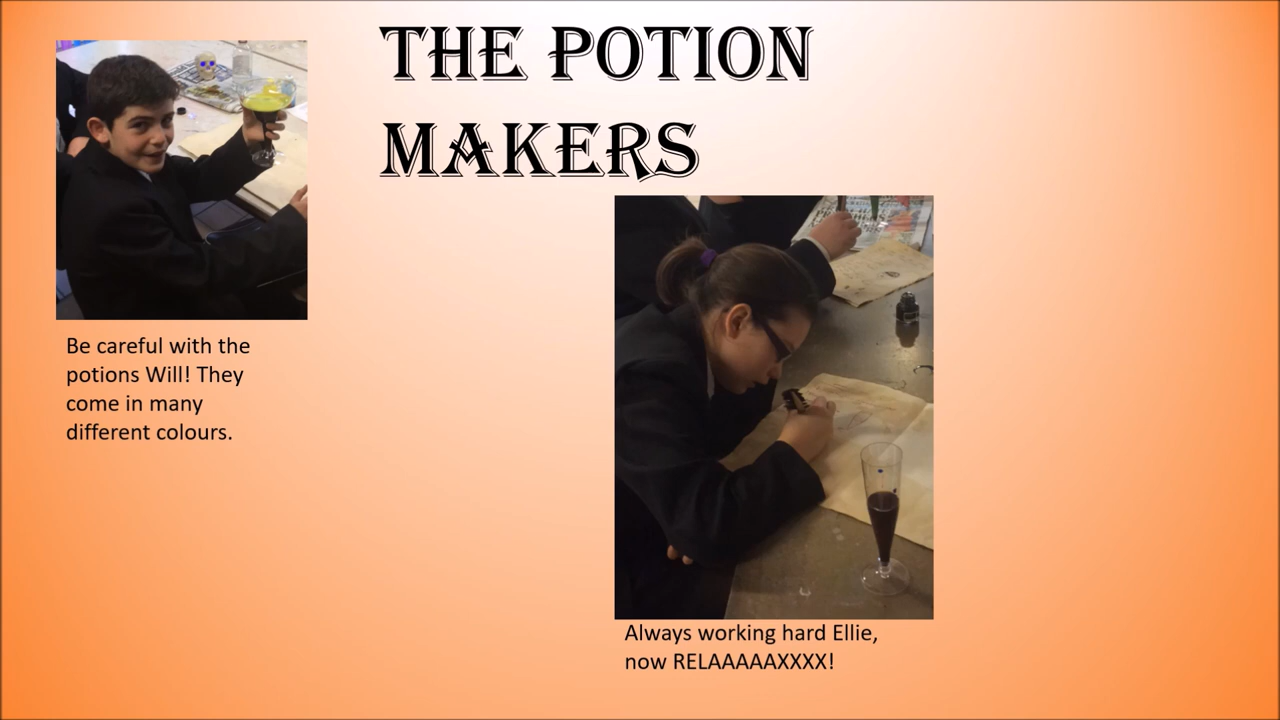 THE POTION
MAKERS
Be careful with the
potions Will! They
come in many
different colours.
Always working hard Ellie,
now RELAAAAAXXXX!